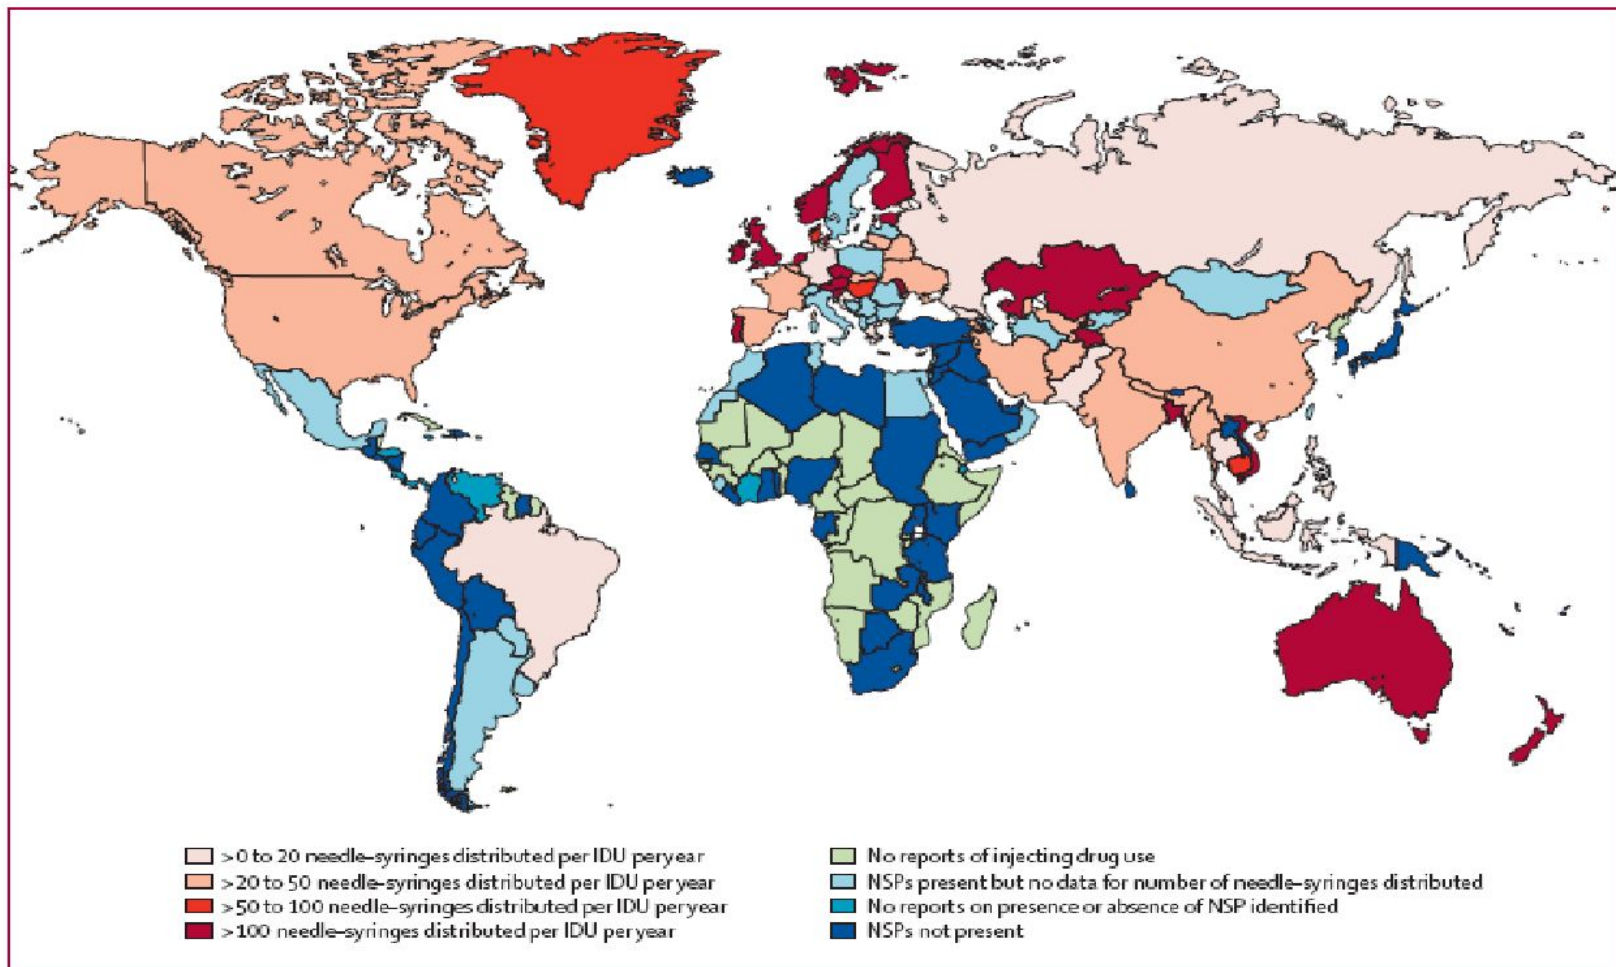 >0 to 20 needle–syringes distributed per IDU per year
>20 to 50 needle–syringes distributed per IDU per year
>50 to 100 needle–syringes distributed per IDU per year
>100 needle–syringes distributed per IDU per year
No reports of injecting drug use
NSPs present but no data for number of needle–syringes distributed
No reports on presence or absence of NSP identified
NSPs not present